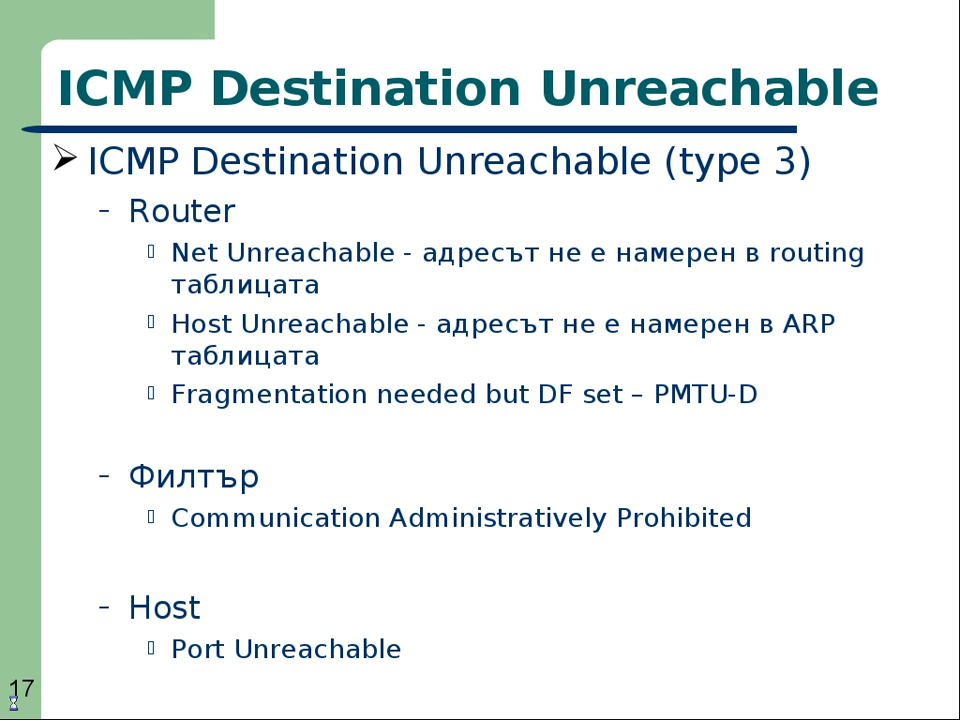 ICMP Destination Unreachable
ICMP Destination Unreachable (type 3)
– Router
Net Unreachable - адресът не е намерен в routing
таблицата
Host Unreachable - адресът не е намерен в ARP
таблицата
Fragmentation needed but DF set – PMTU-D
– Филтър
Communication Administratively Prohibited
– Host
Port Unreachable
17